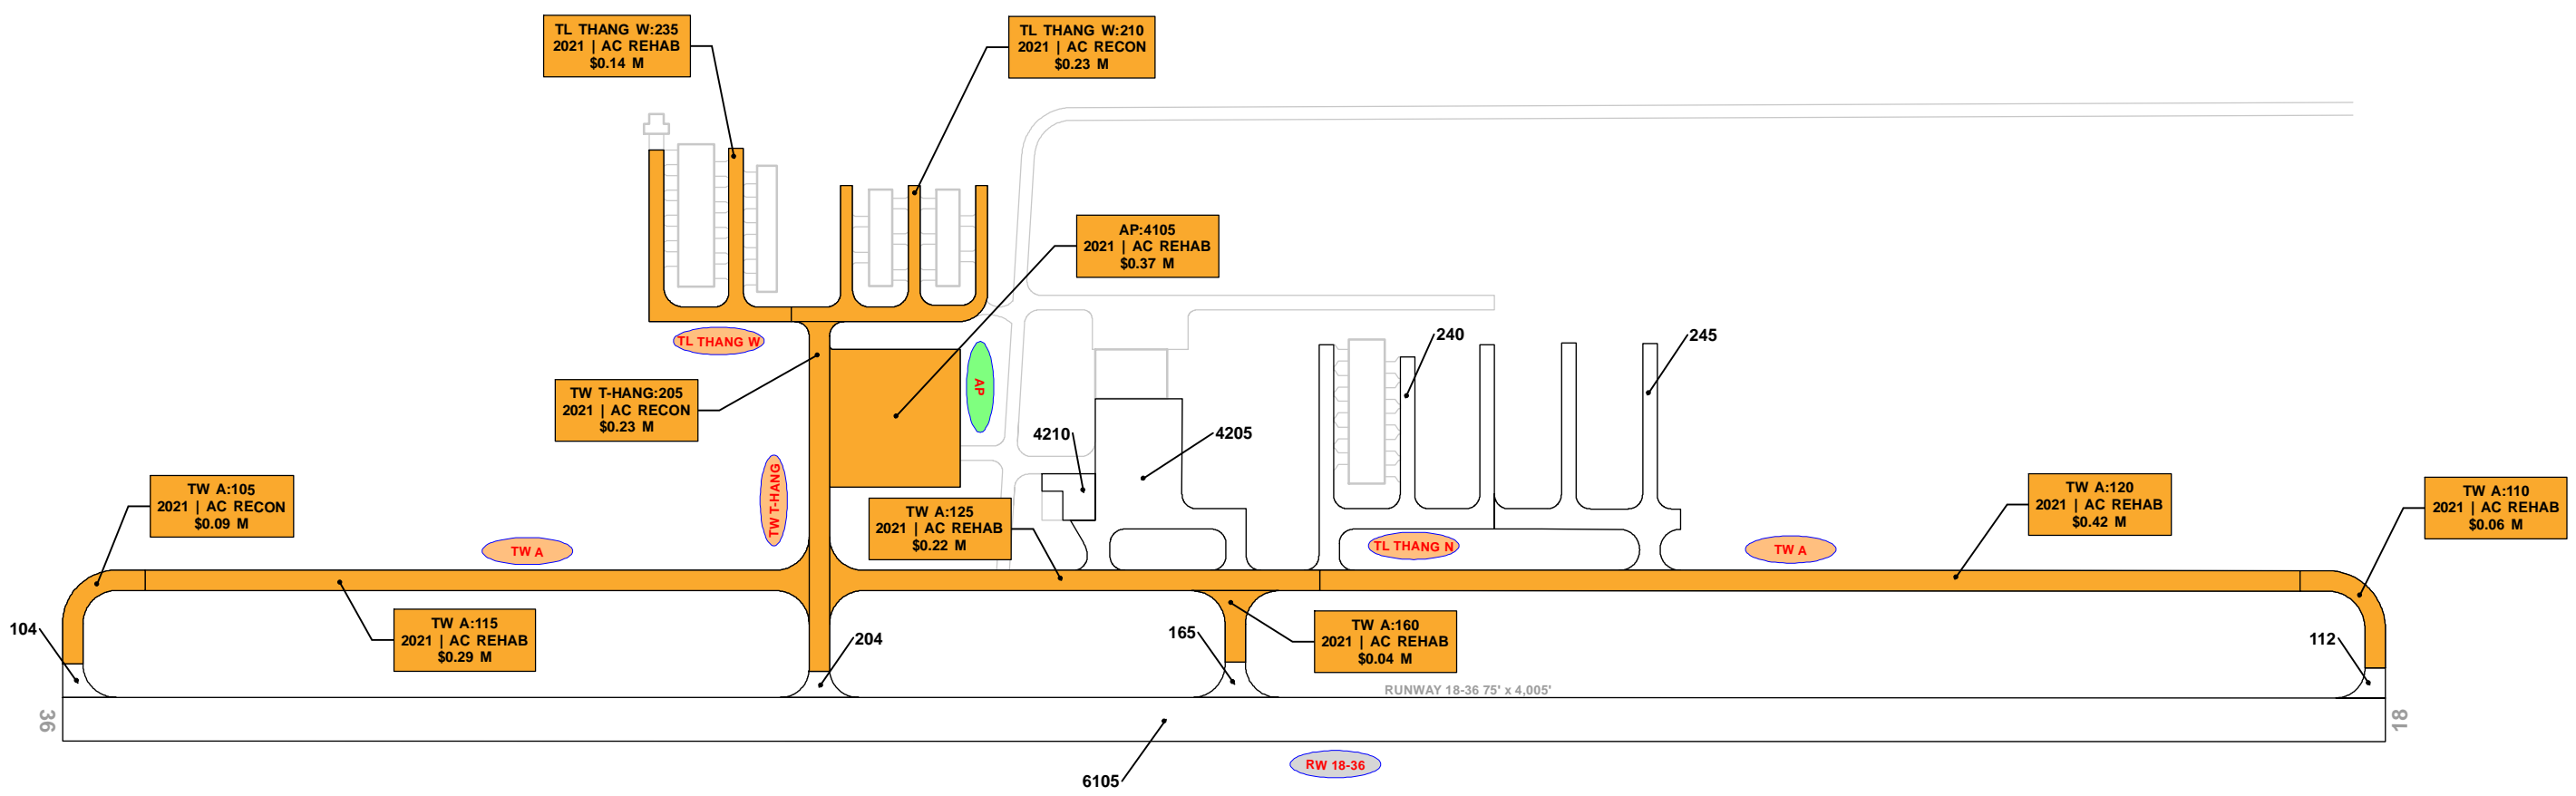 TL THANG W:235
2021 | AC REHAB
$0.14 M
TL THANG W:210
2021 | AC RECON
$0.23 M
AP:4105
2021 | AC REHAB
$0.37 M
TL THANG W
AP
240
245
TW T-HANG:205
2021 | AC RECON
$0.23 M
4210
4205
TW T-HANG
TW A:105
2021 | AC RECON
$0.09 M
TW A:125
2021 | AC REHAB
$0.22 M
TW A:120
2021 | AC REHAB
$0.42 M
TW A:110
2021 | AC REHAB
$0.06 M
TW A
TL THANG N
TW A
104
TW A:115
2021 | AC REHAB
$0.29 M
204
165
TW A:160
2021 | AC REHAB
$0.04 M
112
RUNWAY 18-36 75' x 4,005'
36
18
6105
RW 18-36